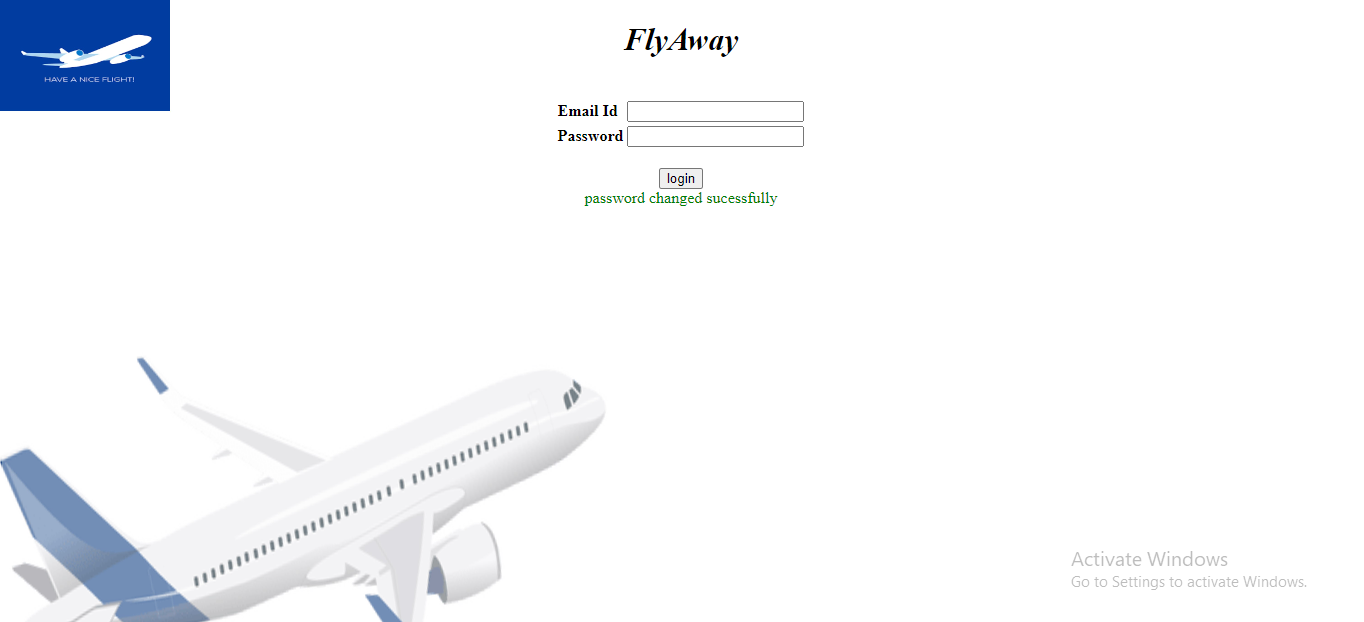 HAVE A NICE FLIGHT!
FlyAway
Email Id
Password
login
password changed sucessfully
Activate Windows
Go to Settings to activate Windows.